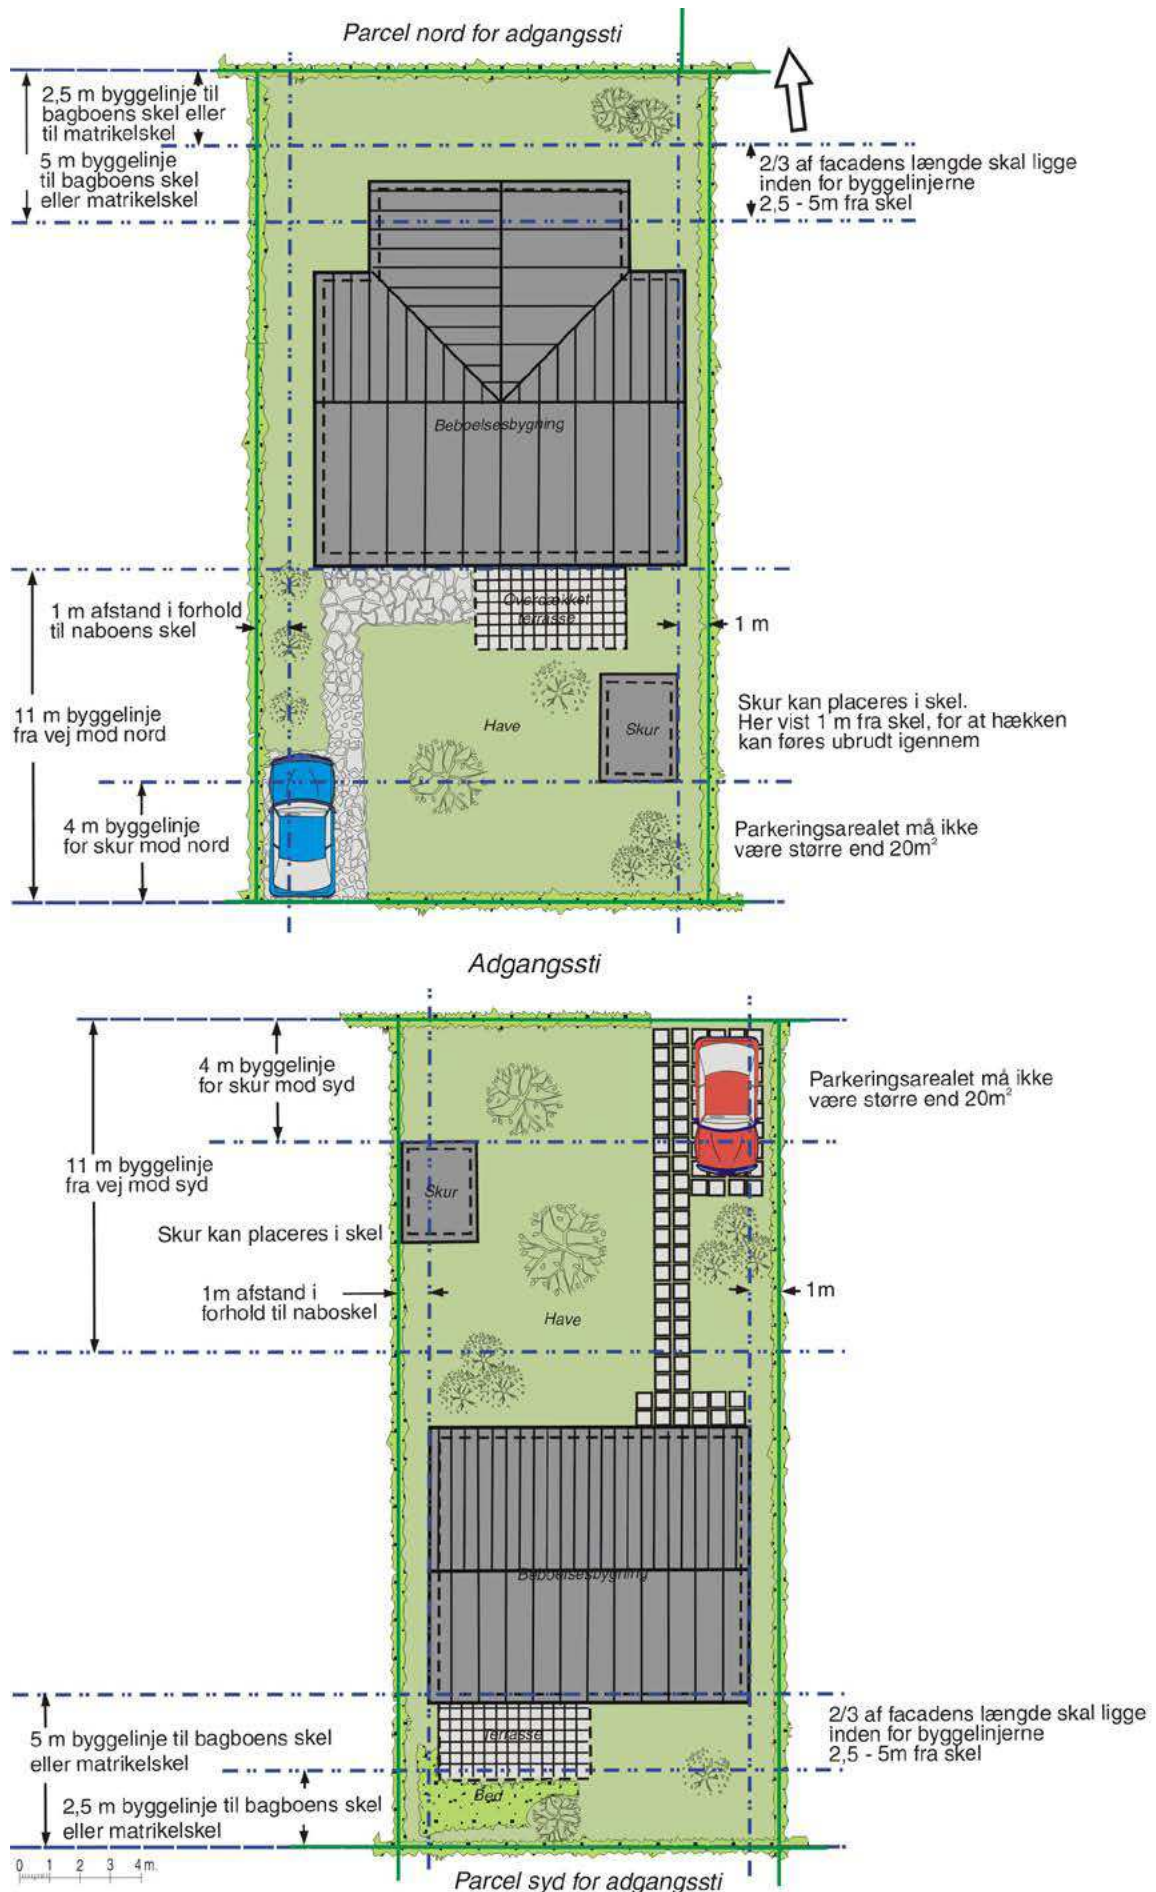 Parcel nord for adgangssti
2,5 m byggelinje til
bagboens skel eller
til matrikelskel
5 m byggelinje
til bagboens skel
eller matrikelskel
2/3 af facadens længde skal ligge
inden for byggelinjerne
2,5 - 5m fra skel
Beboelsesbygning
Overdækket
terrasse
1 m afstand i forhold
til naboens skel
1 m
11 m byggelinje
fra vej mod nord
Have
Skur
Skur kan placeres i skel.
Her vist 1 m fra skel, for at hækken
kan føres ubrudt igennem
4 m byggelinje
for skur mod nord
Parkeringsarealet må ikke
være større end 20m²
Adgangssti
4 m byggelinje
for skur mod syd
Parkeringsarealet må ikke
være større end 20m²
11 m byggelinje
fra vej mod syd
Skur
Skur kan placeres i skel
1m afstand i
forhold til naboskel
1m
Have
Beboelsesbygning
5 m byggelinje til bagboens skel
eller matrikelskel
Terrasse
2/3 af facadens længde skal ligge
inden for byggelinjerne
2,5 - 5m fra skel
Bed
2,5 m byggelinje til bagboens skel
eller matrikelskel
0 1 2 3 4m.
Parcel syd for adgangssti